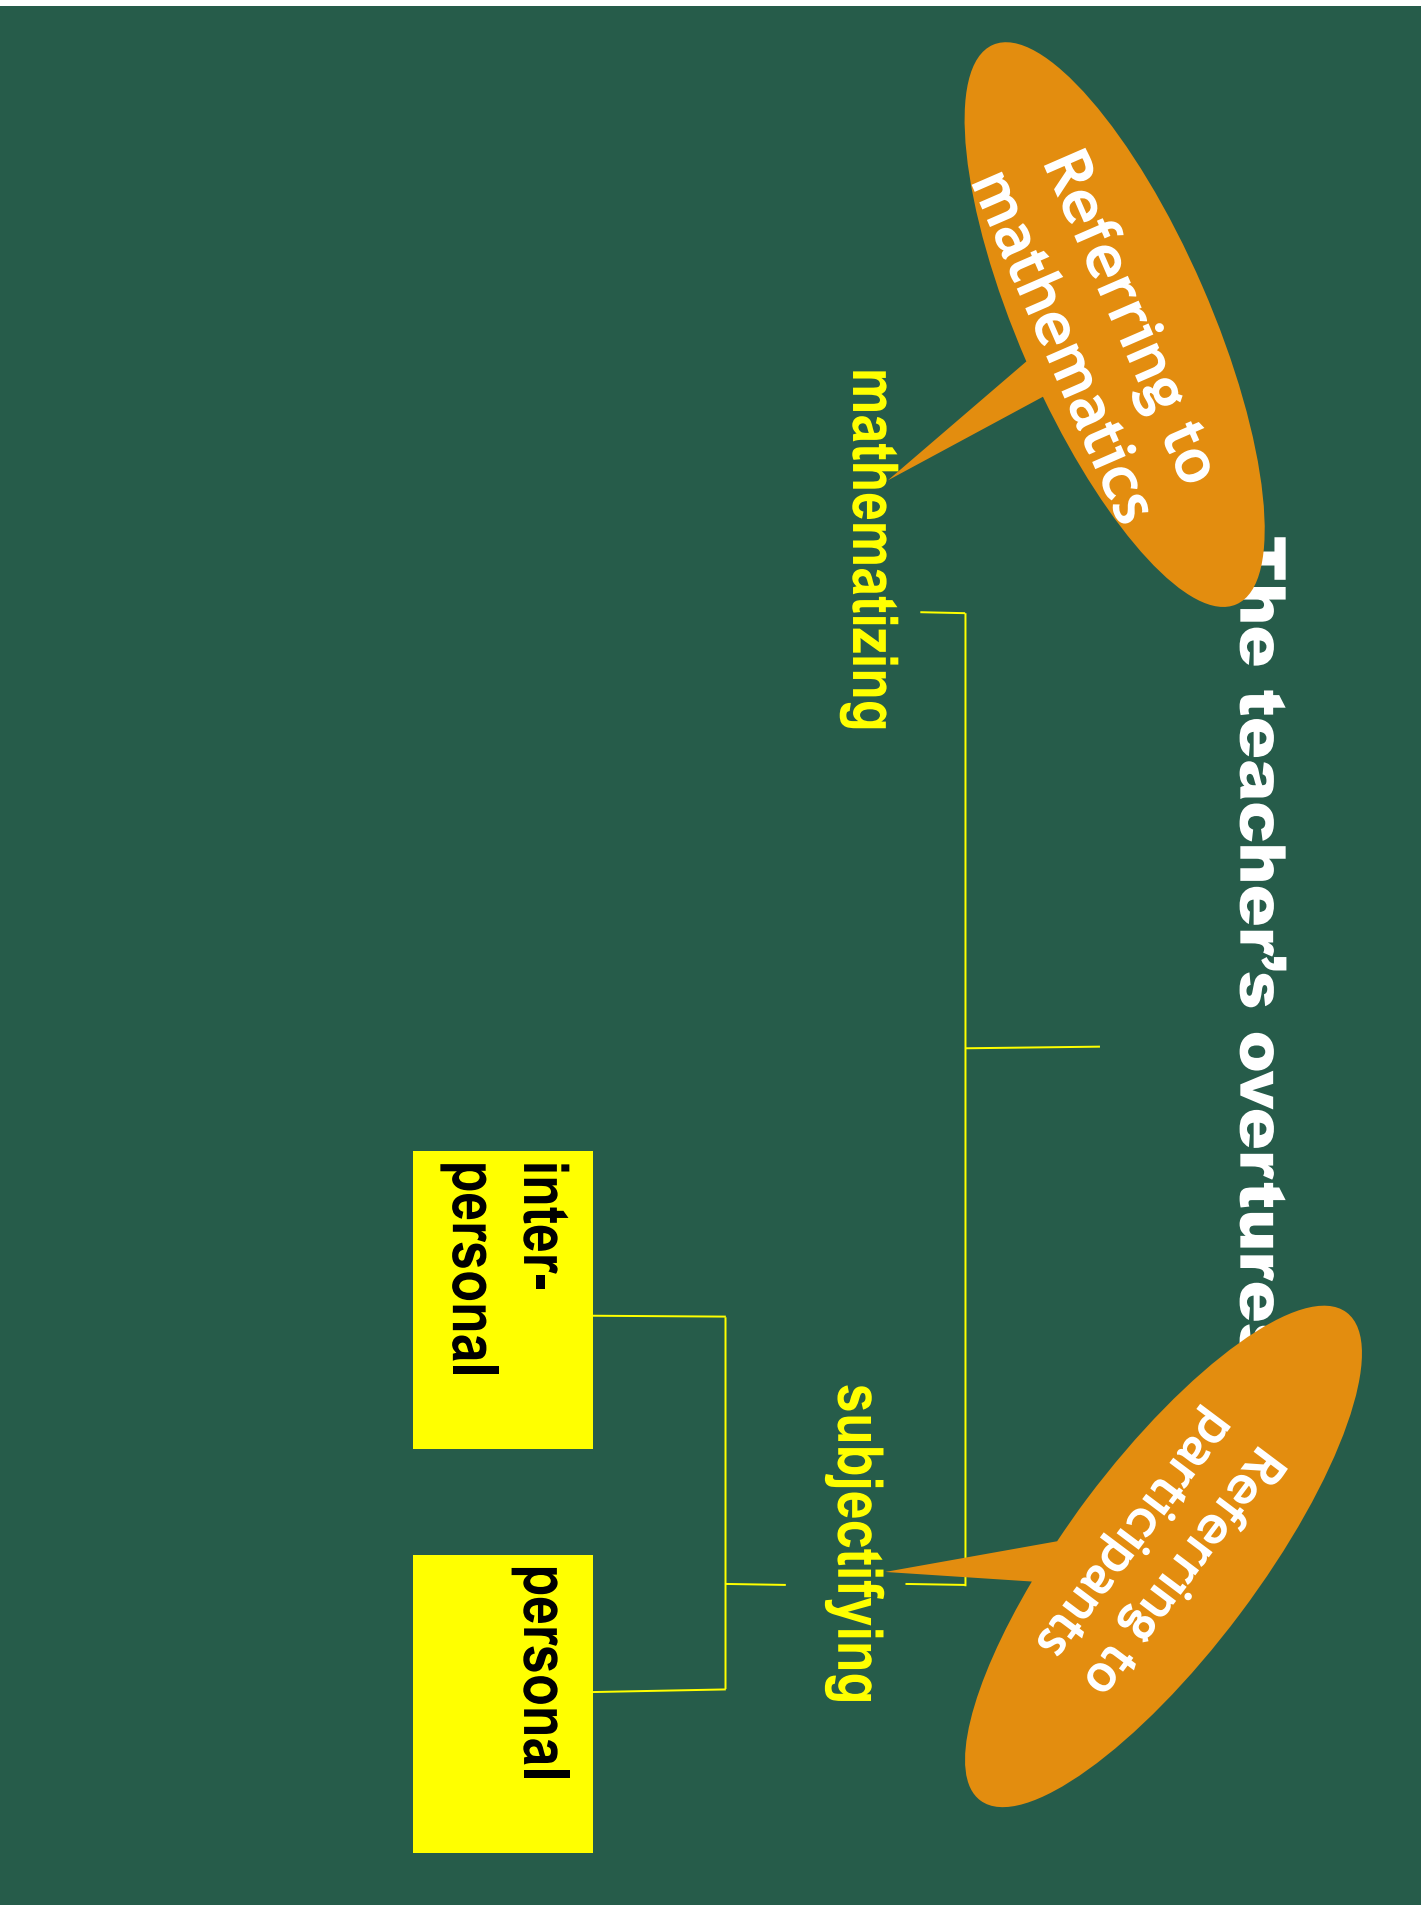 The teacher's overtures
Referring to
mathematics
Referring to
participants
mathematizing
subjectifying
inter-
personal
personal